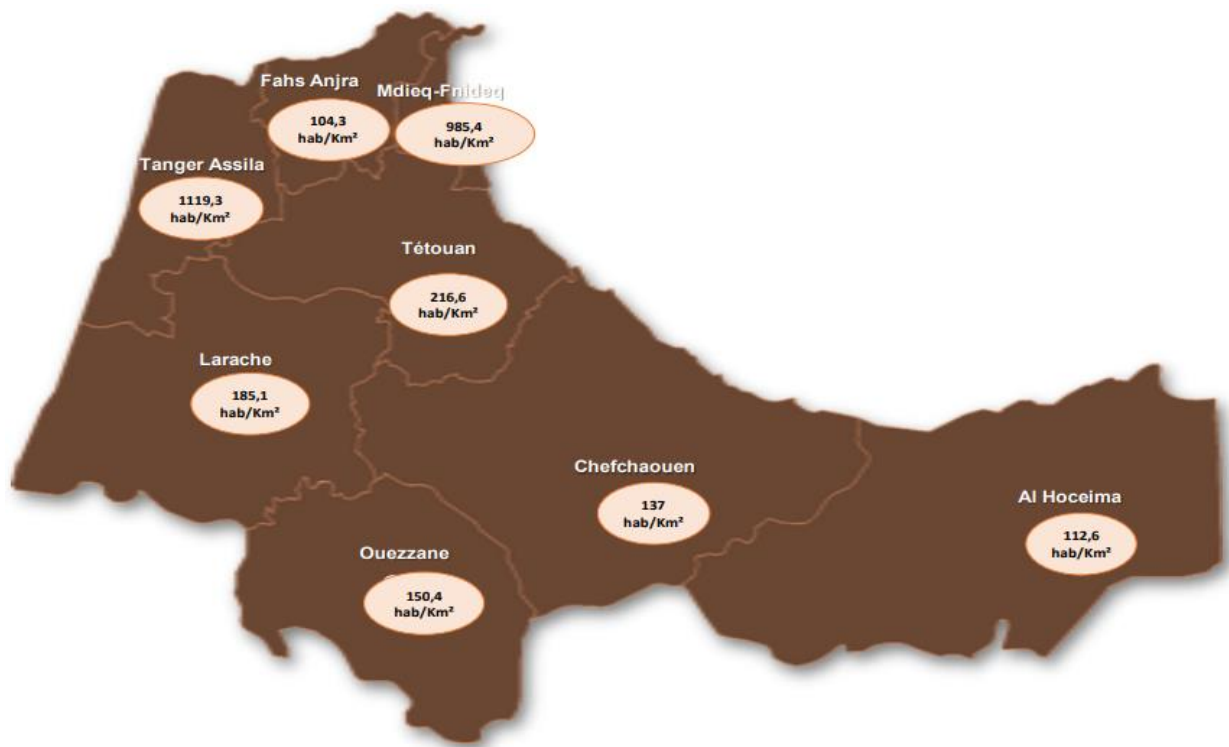 Fahs Anjra
104,3
hab/Km²
Mdieq-Fnideq
985,4
hab/Km²
Tanger Assila
1119,3
hab/Km²
Tétouan
216,6
hab/Km²
Larache
185,1
hab/Km²
Chefchaouen
137
hab/Km²
Al Hoceima
112,6
hab/Km²
Ouezzane
150,4
hab/Km²